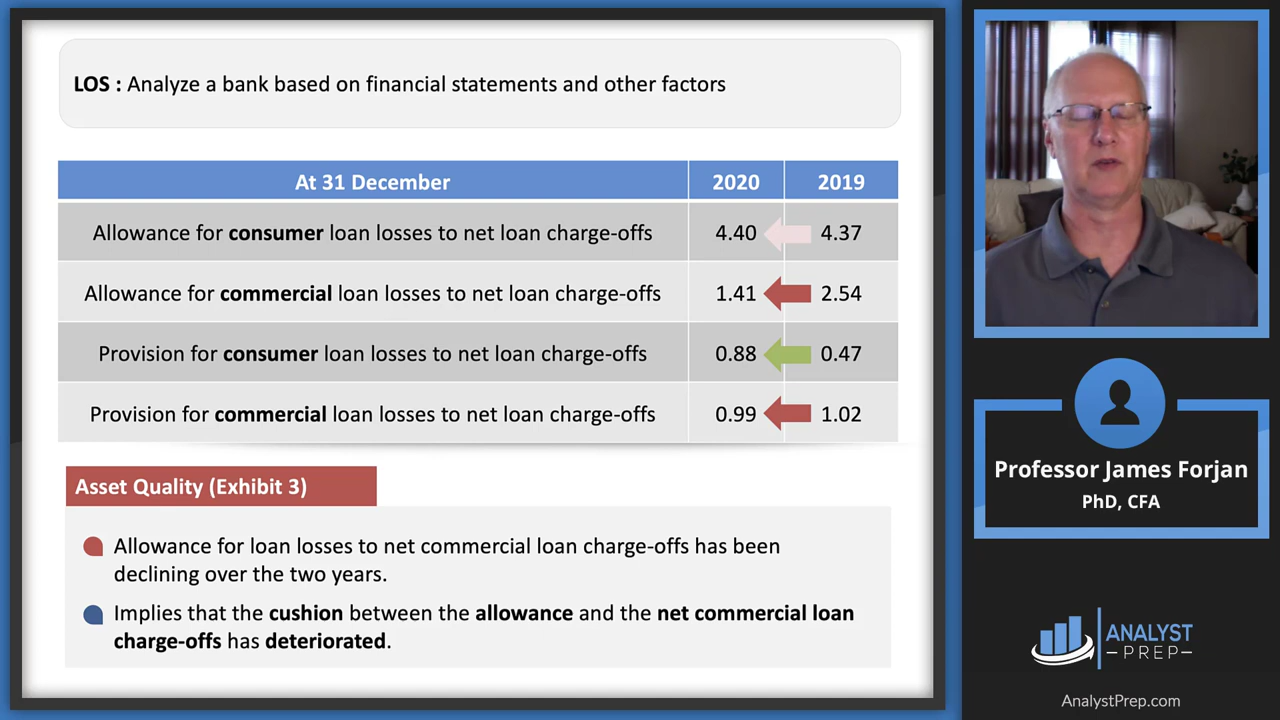 LOS : Analyze a bank based on financial statements and other factors
At 31 December 2020 2019
Allowance for consumer loan losses to net loan charge-offs 4.40 4.37
Allowance for commercial loan losses to net loan charge-offs 1.41 2.54
Provision for consumer loan losses to net loan charge-offs 0.88 0.47
Provision for commercial loan losses to net loan charge-offs 0.99 1.02
Asset Quality (Exhibit 3)
Allowance for loan losses to net commercial loan charge-offs has been
declining over the two years.
Implies that the cushion between the allowance and the net commercial loan
charge-offs has deteriorated.
Professor James Forjan
PhD, CFA
ANALYST
PREP
AnalystPrep.com